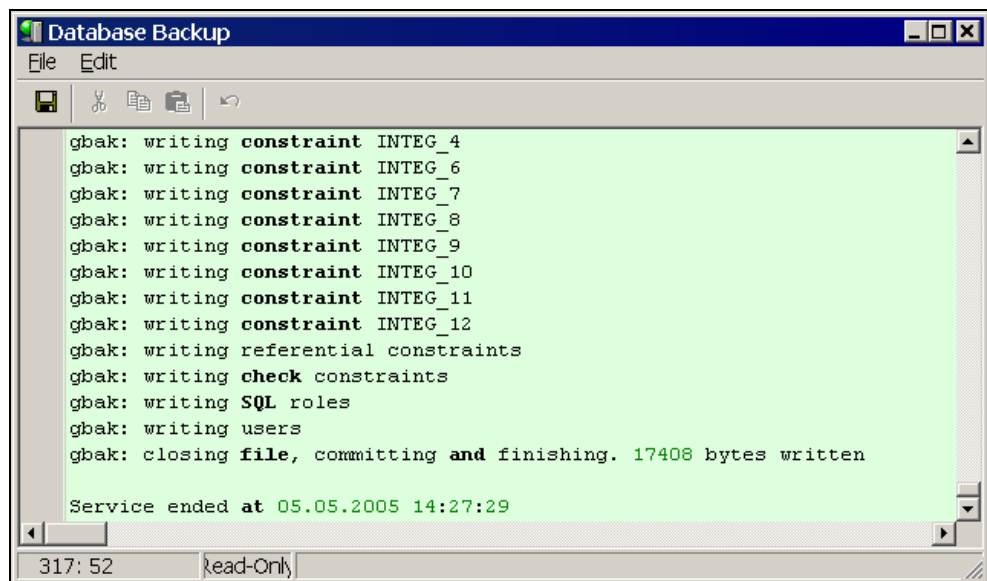 Database Backup
File Edit
gbak: writing constraint INTEG_4
gbak: writing constraint INTEG_6
gbak: writing constraint INTEG_7
gbak: writing constraint INTEG_8
gbak: writing constraint INTEG_9
gbak: writing constraint INTEG_10
gbak: writing constraint INTEG_11
gbak: writing constraint INTEG_12
gbak: writing referential constraints
gbak: writing check constraints
gbak: writing SQL roles
gbak: writing users
gbak: closing file, committing and finishing. 17408 bytes written
Service ended at 05.05.2005 14:27:29
317: 52 Read-Only